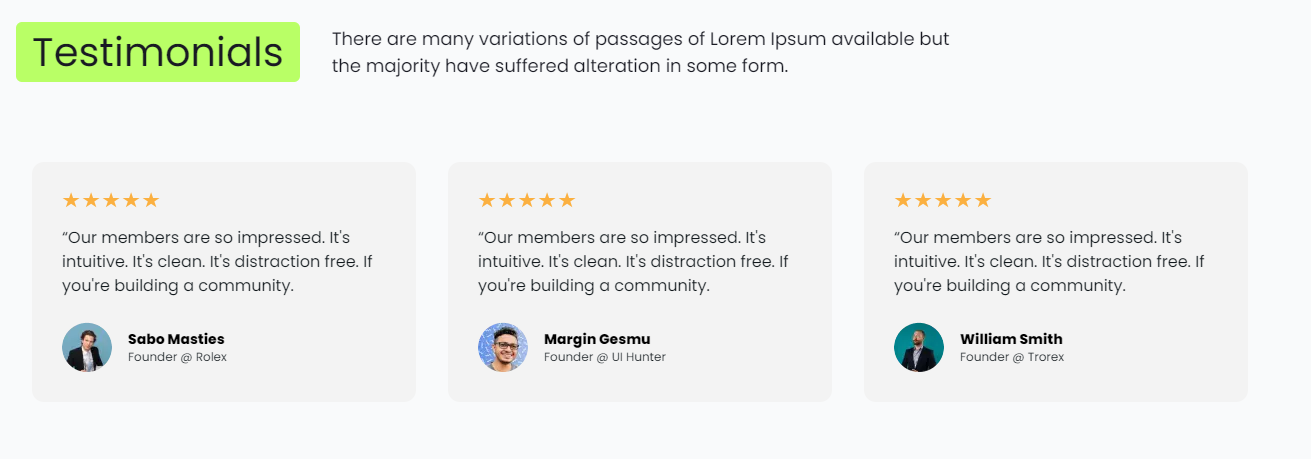 Testimonials
There are many variations of passages of Lorem Ipsum available but
the majority have suffered alteration in some form.
“Our members are so impressed. It's
intuitive. It's clean. It's distraction free. If
you're building a community.
Sabo Masties
Founder @ Rolex
“Our members are so impressed. It's
intuitive. It's clean. It's distraction free. If
you're building a community.
Margin Gesmu
Founder @ UI Hunter
“Our members are so impressed. It's
intuitive. It's clean. It's distraction free. If
you're building a community.
William Smith
Founder @ Trorex